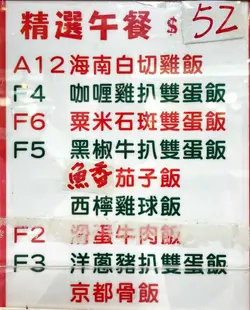 精選午餐 $ 52
A12 海南白切雞飯
F4 咖喱雞扒雙蛋飯
F6 粟米石斑雙蛋飯
F5 黑椒牛扒雙蛋飯
魚香茄子飯
西檸雞球飯
F2 滑蛋牛肉飯
F3 洋蔥豬扒雙蛋飯
京都骨飯